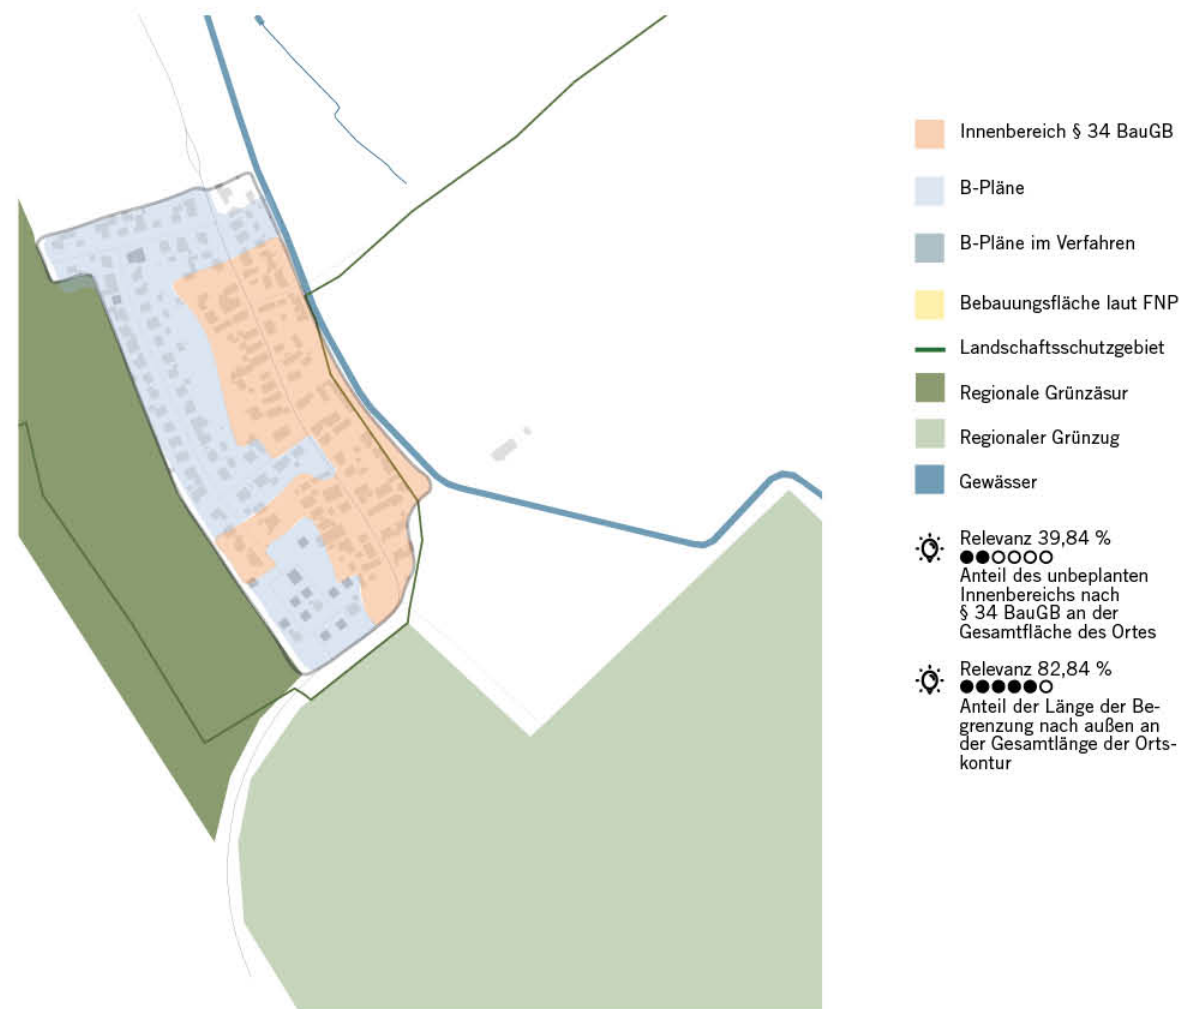 Innenbereich § 34 BauGB
B-Pläne
B-Pläne im Verfahren
Bebauungsfläche laut FNP
Landschaftsschutzgebiet
Regionale Grünzäsur
Regionaler Grünzug
Gewässer
Relevanz 39,84 %
Anteil des unbeplanten
Innenbereichs nach
§ 34 BauGB an der
Gesamtfläche des Ortes
Relevanz 82,84 %
Anteil der Länge der Be-
grenzung nach außen an
der Gesamtlänge der Orts-
kontur